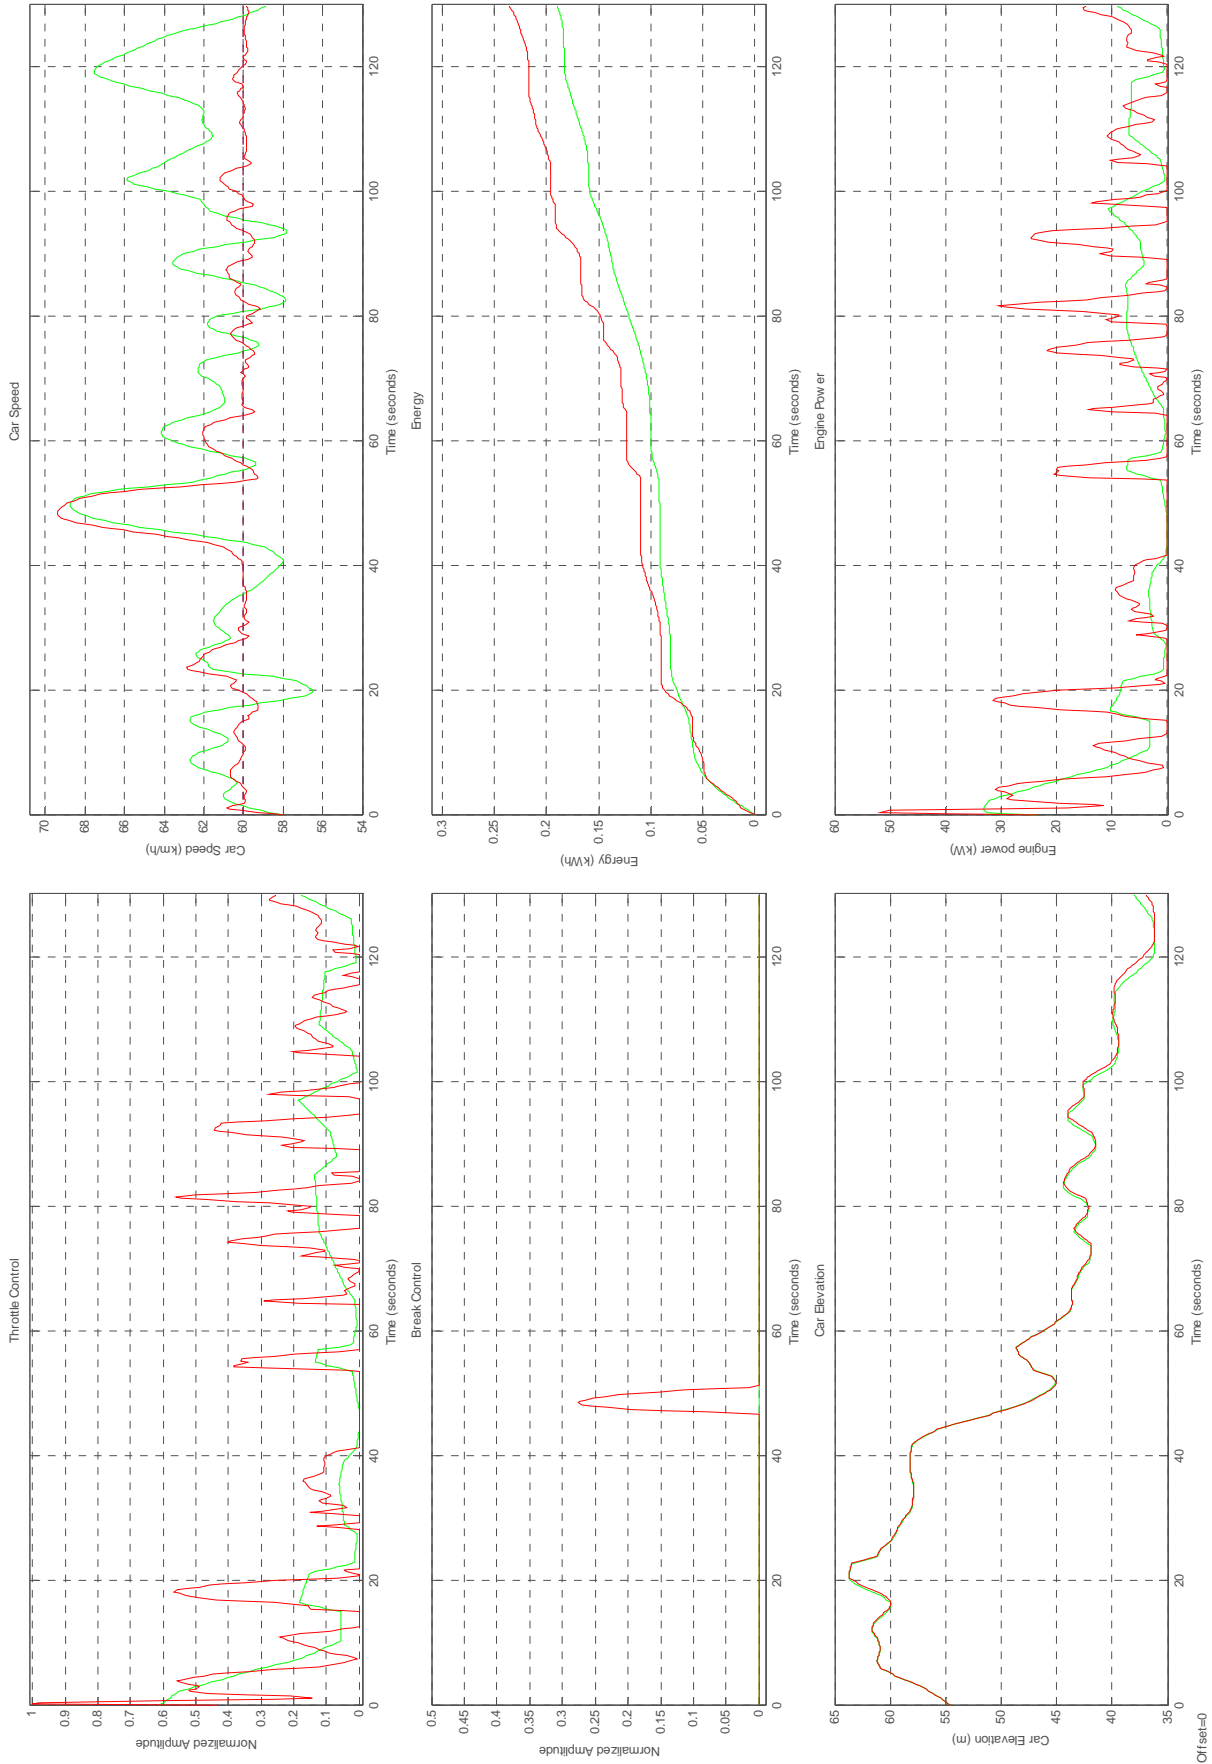 Throttle Control
Normalized Amplitude
1
0.9
0.8
0.7
0.6
0.5
0.4
0.3
0.2
0.1
0
0 20 40 60 80 100 120
Time (seconds)
Car Speed
Car Speed (km/h)
70
68
66
64
62
60
58
56
54
0 20 40 60 80 100 120
Time (seconds)
Break Control
Normalized Amplitude
0.5
0.45
0.4
0.35
0.3
0.25
0.2
0.15
0.1
0.05
0
0 20 40 60 80 100 120
Time (seconds)
Energy
Energy (kWh)
0.3
0.25
0.2
0.15
0.1
0.05
0
0 20 40 60 80 100 120
Time (seconds)
Car Elevation
Car Elevation (m)
65
60
55
50
45
40
35
0 20 40 60 80 100 120
Time (seconds)
Engine Power
Engine power (kW)
60
50
40
30
20
10
0
0 20 40 60 80 100 120
Time (seconds)
Offset=0